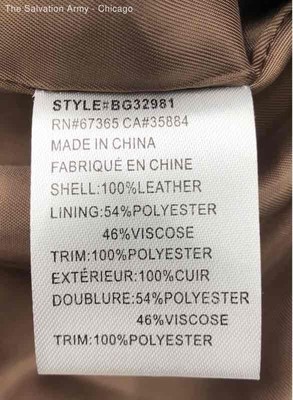 The Salvation Army - Chicago
STYLE#BG32981
RN#67365 CA#35884
MADE IN CHINA
FABRIQUÉ EN CHINE
SHELL:100%LEATHER
LINING:54%POLYESTER
46%VISCOSE
TRIM:100%POLYESTER
EXTÉRIEUR:100%CUIR
DOUBLURE:54%POLYESTER
46%VISCOSE
TRIM:100%POLYESTER